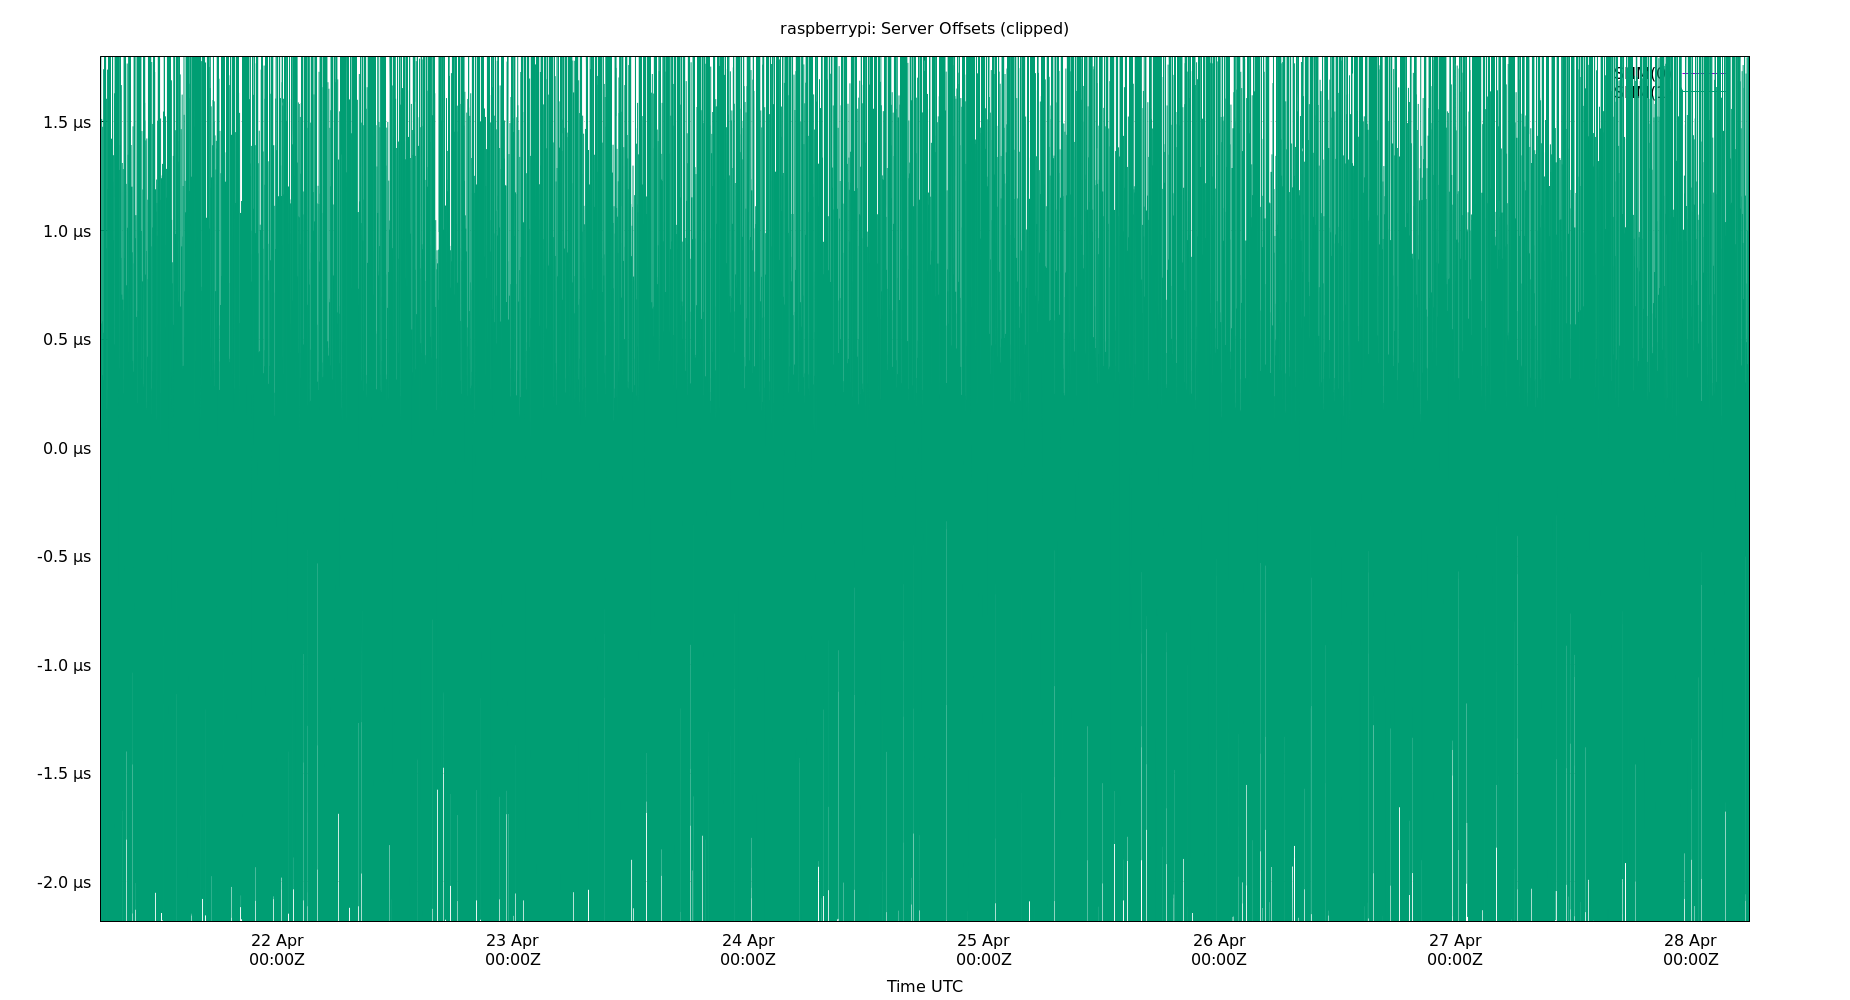 raspberrypi: Server Offsets (clipped)
1.5 µs
1.0 µs
0.5 µs
0.0 µs
-0.5 µs
-1.0 µs
-1.5 µs
-2.0 µs
22 Apr
00:00Z
23 Apr
00:00Z
24 Apr
00:00Z
25 Apr
00:00Z
26 Apr
00:00Z
27 Apr
00:00Z
28 Apr
00:00Z
Time UTC